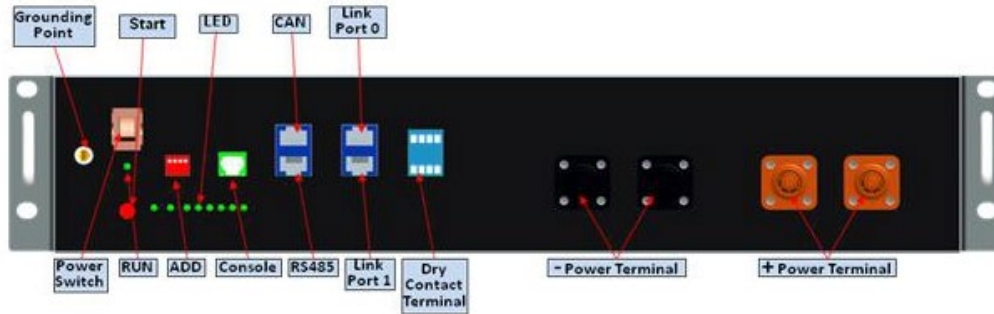 Grounding
Point
Start
LED
CAN
Link
Port 0
Power
Switch
RUN
ADD
Console
RS485
Link
Port 1
Dry
Contact
Terminal
- Power Terminal
+ Power Terminal